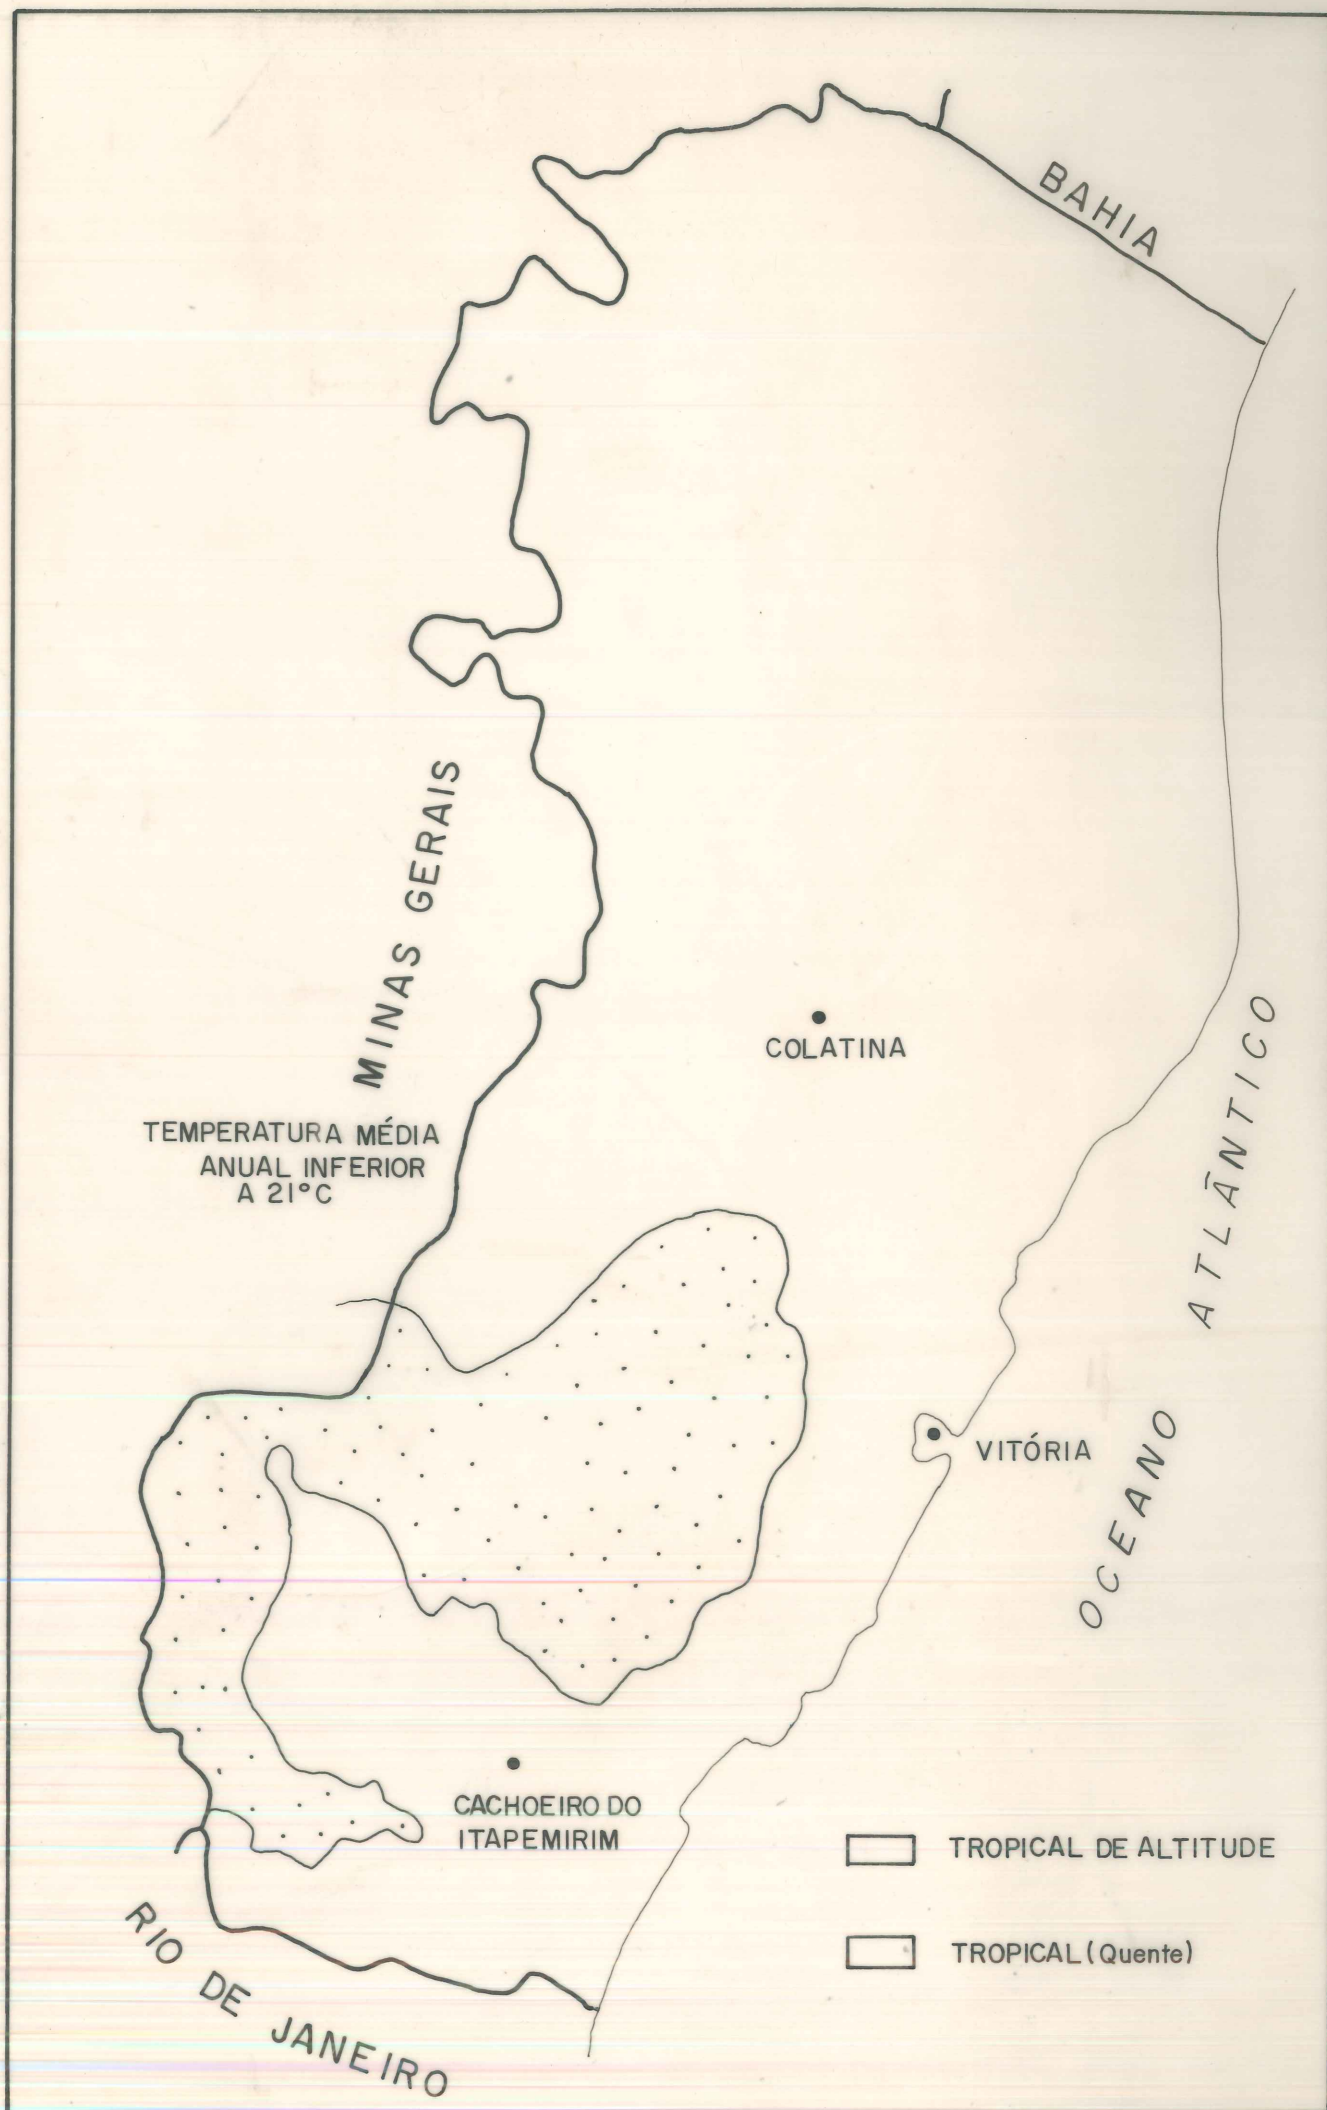 BAHIA
MINAS GERAIS
COLATINA
TEMPERATURA MÉDIA
ANUAL INFERIOR
A 21°C
OCEANO ATLÂNTICO
VITÓRIA
CACHOEIRO DO
ITAPEMIRIM
TROPICAL DE ALTITUDE
TROPICAL (Quente)
RIO DE JANEIRO